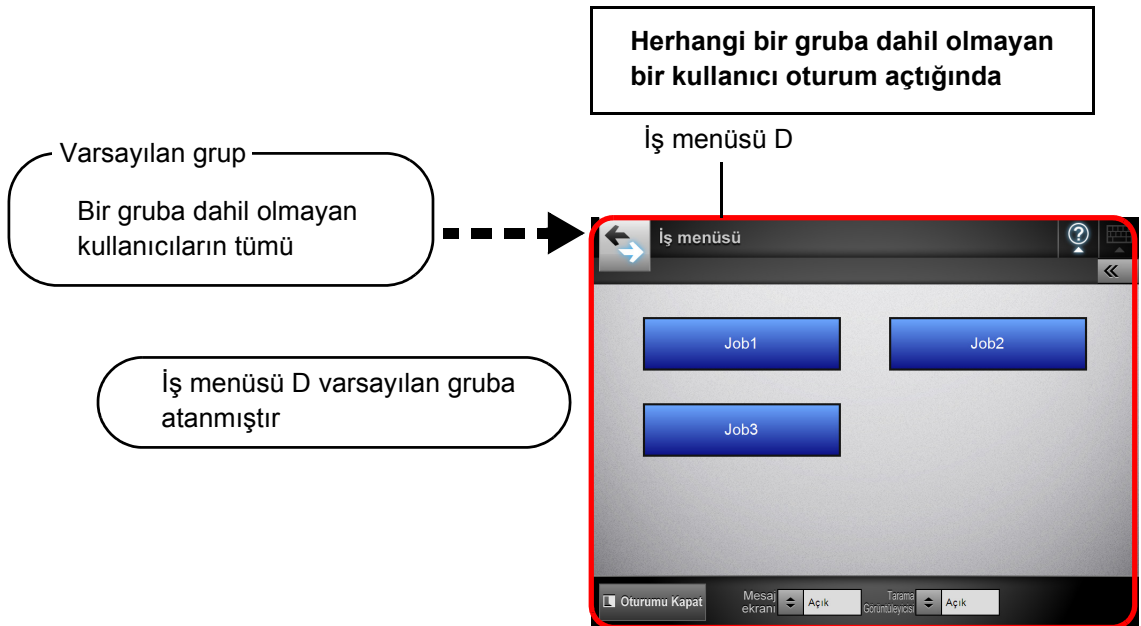 Herhangi bir gruba dahil olmayan
bir kullanıcı oturum açtığında
İş menüsü D
Varsayılan grup
Bir gruba dahil olmayan
kullanıcıların tümü
İş menüsü D varsayılan gruba
atanmıştır
İş menüsü
?
«
Job1
Job2
Job3
Oturumu Kapat
Mesaj
ekranı
Açık
Tarama
Görüntüleyicisi
Açık